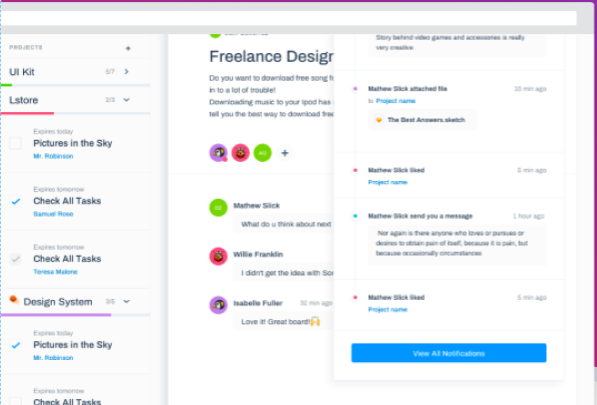 PROJECTS
+
UI Kit 5/7
Lstore 2/3
Expires today
Pictures in the Sky
Mr. Robinson
Expires tomorrow
Check All Tasks
Samuel Rose
Expires tomorrow
Check All Tasks
Teresa Malone
Design System 3/5
Expires today
Pictures in the Sky
Mr. Robinson
Expires tomorrow
Check All Tasks
Freelance Design
Do you want to download free song f
in to a lot of trouble!
Downloading music to your Ipod has
tell you the best way to download free
+
Mathew Slick
What do u think about next
Willie Franklin
I didn't get the idea with Sor
Isabelle Fuller 32 min ago
Love it! Great board!
Story behind video games and accessories is really
very creative
Mathew Slick attached file 10 min ago
to Project name
The Best Answers.sketch
Mathew Slick liked 5 min ago
Project name
Mathew Slick send you a message 1 hour ago
Nor again is there anyone who loves or pursues or
desires to obtain pain of itself, because it is pain, but
because occasionally circumstances
Mathew Slick liked 5 min ago
Project name
View All Notifications